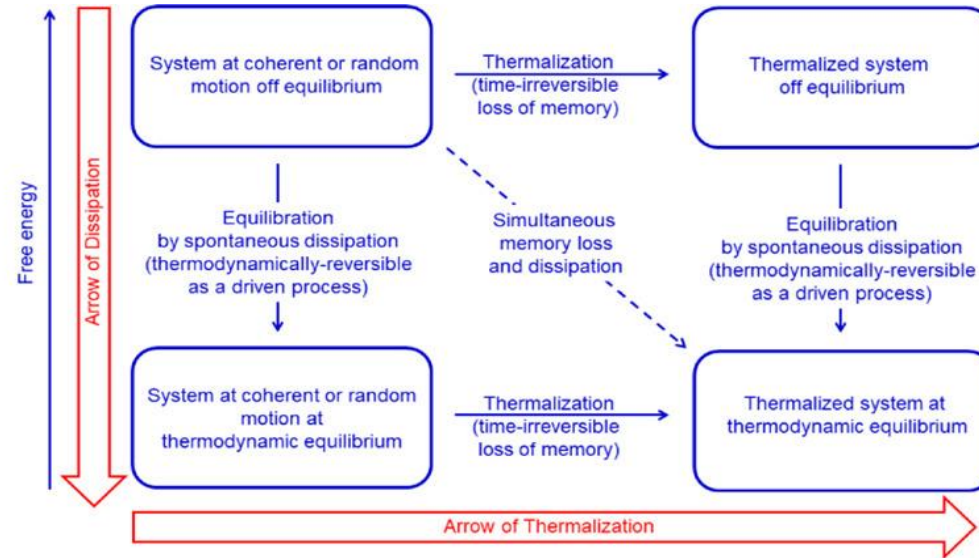 System at coherent or random
motion off equilibrium
Thermalization
(time-irreversible
loss of memory)
Thermalized system
off equilibrium
Free energy
Arrow of Dissipation
Equilibration
by spontaneous dissipation
(thermodynamically-reversible
as a driven process)
Simultaneous
memory loss
and dissipation
Equilibration
by spontaneous dissipation
(thermodynamically-reversible
as a driven process)
System at coherent or random
motion at
thermodynamic equilibrium
Thermalization
(time-irreversible
loss of memory)
Thermalized system at
thermodynamic equilibrium
Arrow of Thermalization